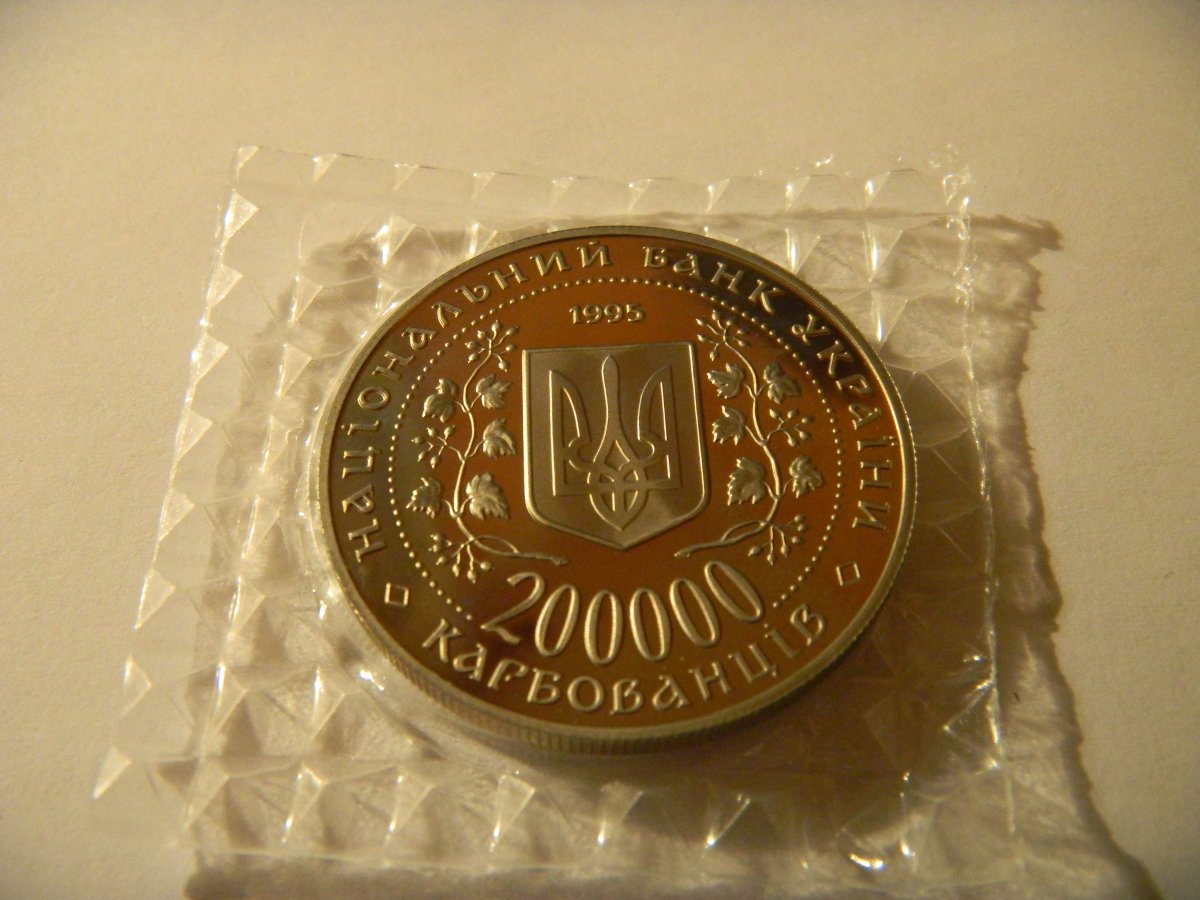 НАЦІОНАЛЬНИЙ БАНК УКРАЇНИ
1995
200000
КАРБОВАНЦІВ